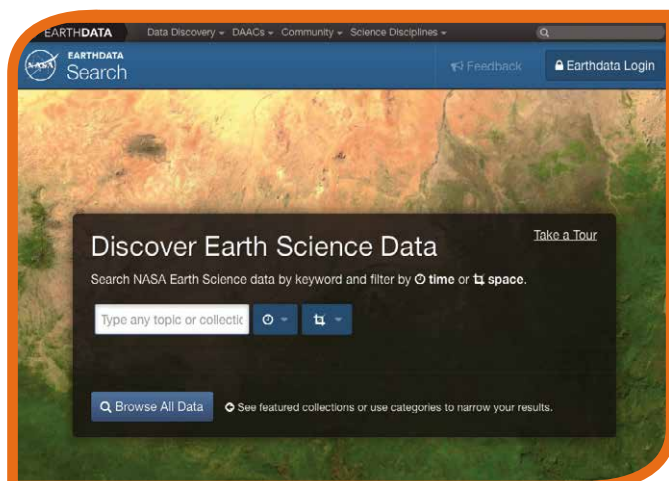 EARTHDATA Data Discovery DAACs Community Science Disciplines
NASA EARTHDATA Search Feedback Earthdata Login
Discover Earth Science Data Take a Tour
Search NASA Earth Science data by keyword and filter by time or space.
Type any topic or collectic
Browse All Data See featured collections or use categories to narrow your results.